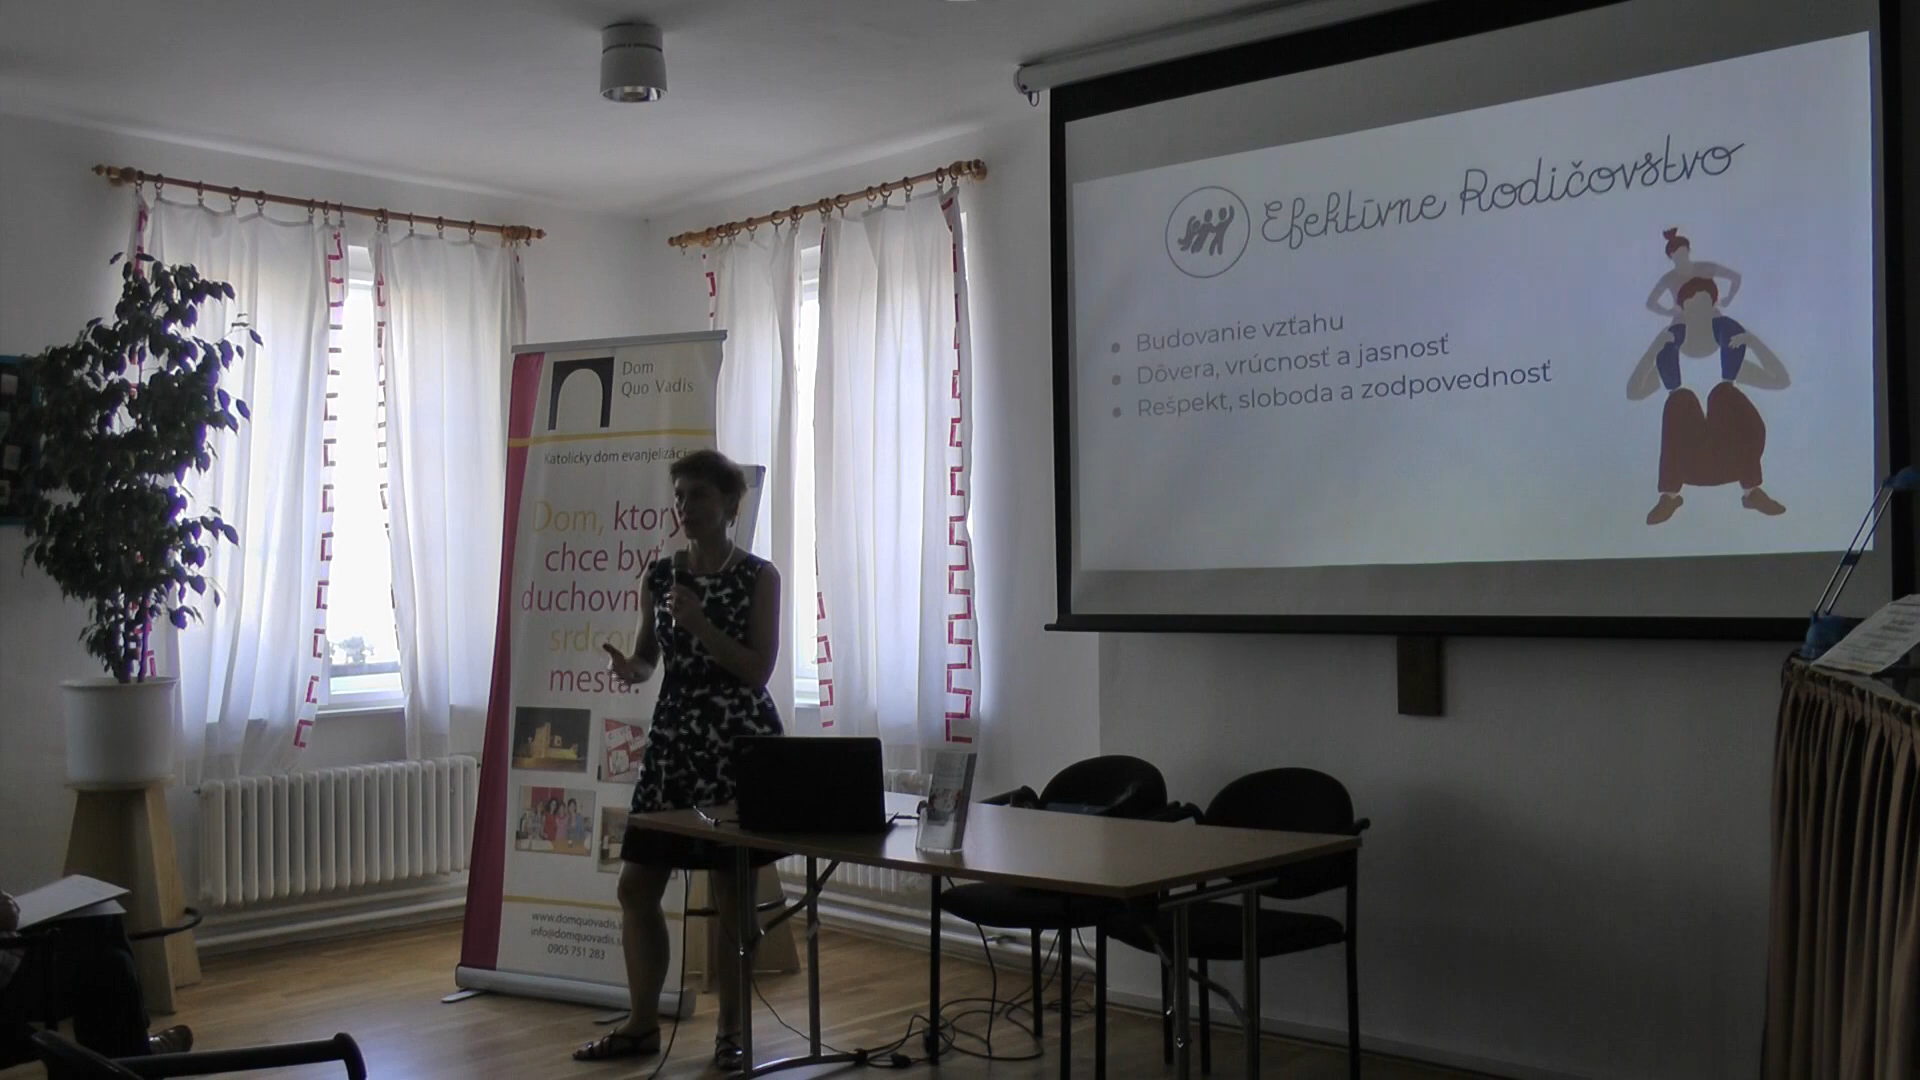 Efektívne Rodičovstvo
Budovanie vzťahu
Dôvera, vrúcnosť a jasnosť
Rešpekt, sloboda a zodpovednosť
Dom
Quo Vadis
Katolícky dom evanjelizáci
Dom, ktorý
chce byť
duchovn
srdco
mesta.
www.domquovadis.
info@domquovadis.
0905 751 283